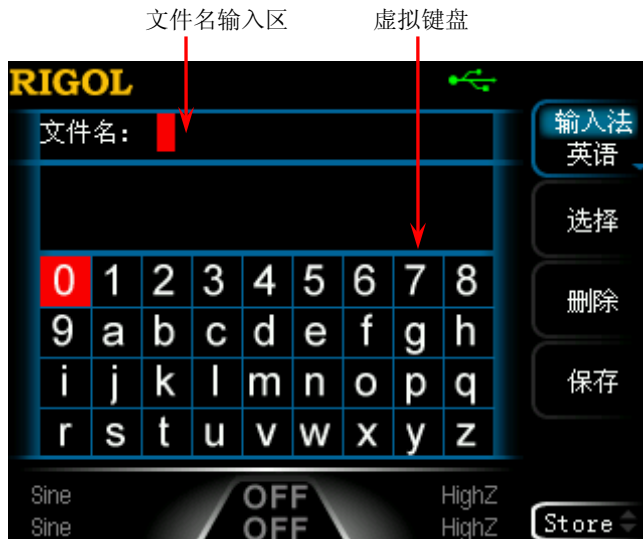 文件名输入区 虚拟键盘
RIGOL
文件名：
输入法
英语
选择
删除
保存
0 1 2 3 4 5 6 7 8
9 a b c d e f g h
i j k l m n o p q
r s t u v w x y z
Sine OFF HighZ
Sine OFF HighZ
Store